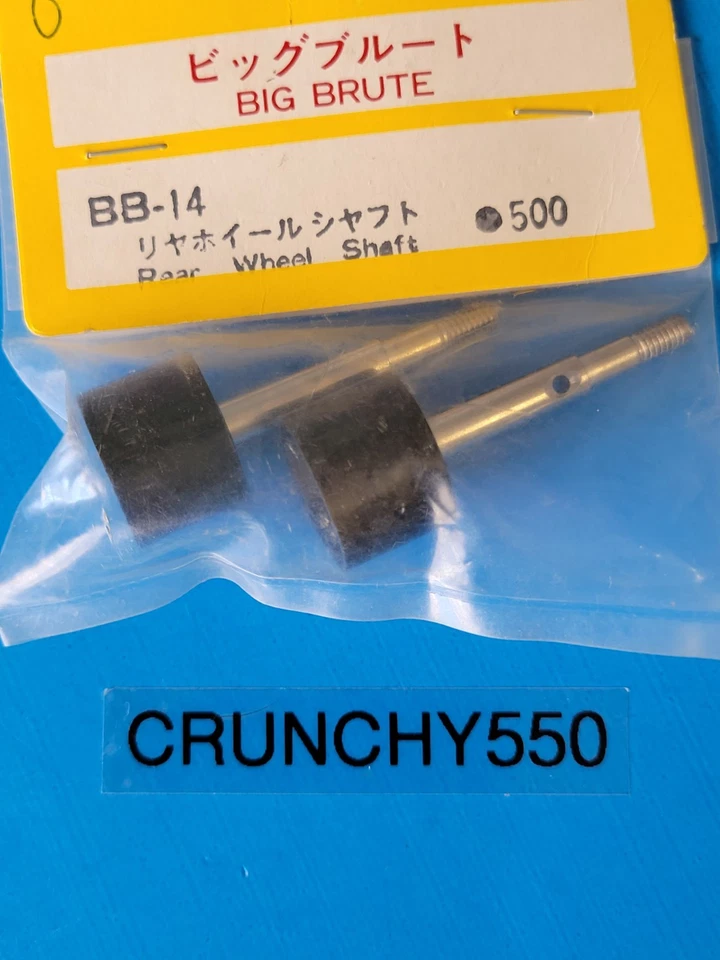 ビッグブルート
BIG BRUTE
BB-14
リヤホイールシャフト
●500
Rear Wheel Shaft
CRUNCHY550